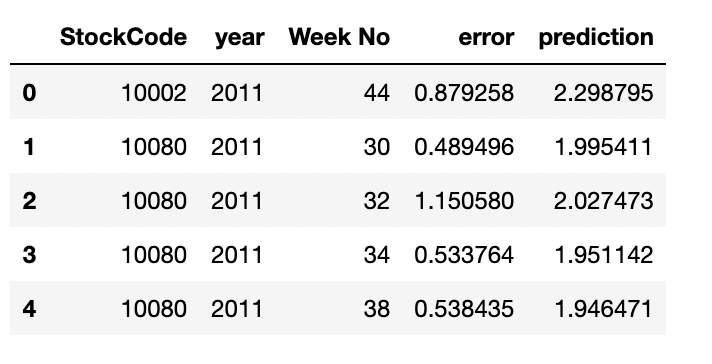 StockCode year Week No error prediction
0 10002 2011 44 0.879258 2.298795
1 10080 2011 30 0.489496 1.995411
2 10080 2011 32 1.150580 2.027473
3 10080 2011 34 0.533764 1.951142
4 10080 2011 38 0.538435 1.946471